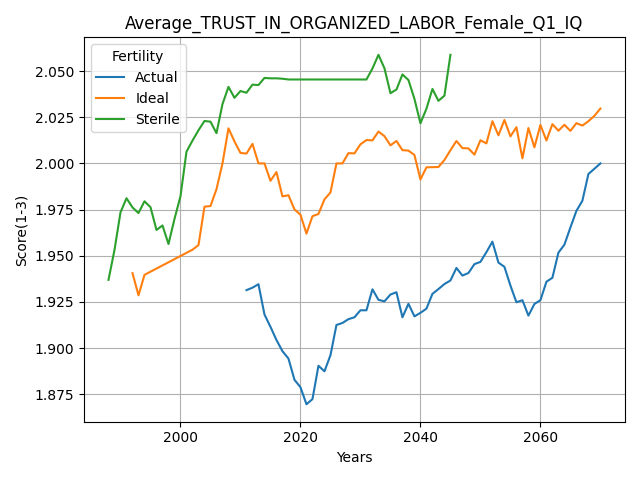 Average_TRUST_IN_ORGANIZED_LABOR_Female_Q1_IQ
Fertility
Actual
Ideal
Sterile
Score(1-3)
2.050
2.025
2.000
1.975
1.950
1.925
1.900
1.875
2000
2020
2040
2060
Years